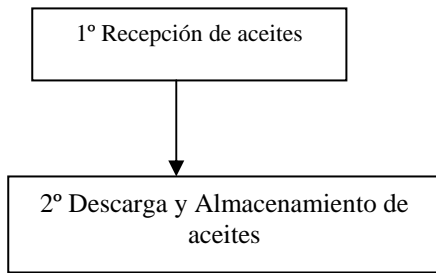 1º Recepción de aceites
2º Descarga y Almacenamiento de
aceites